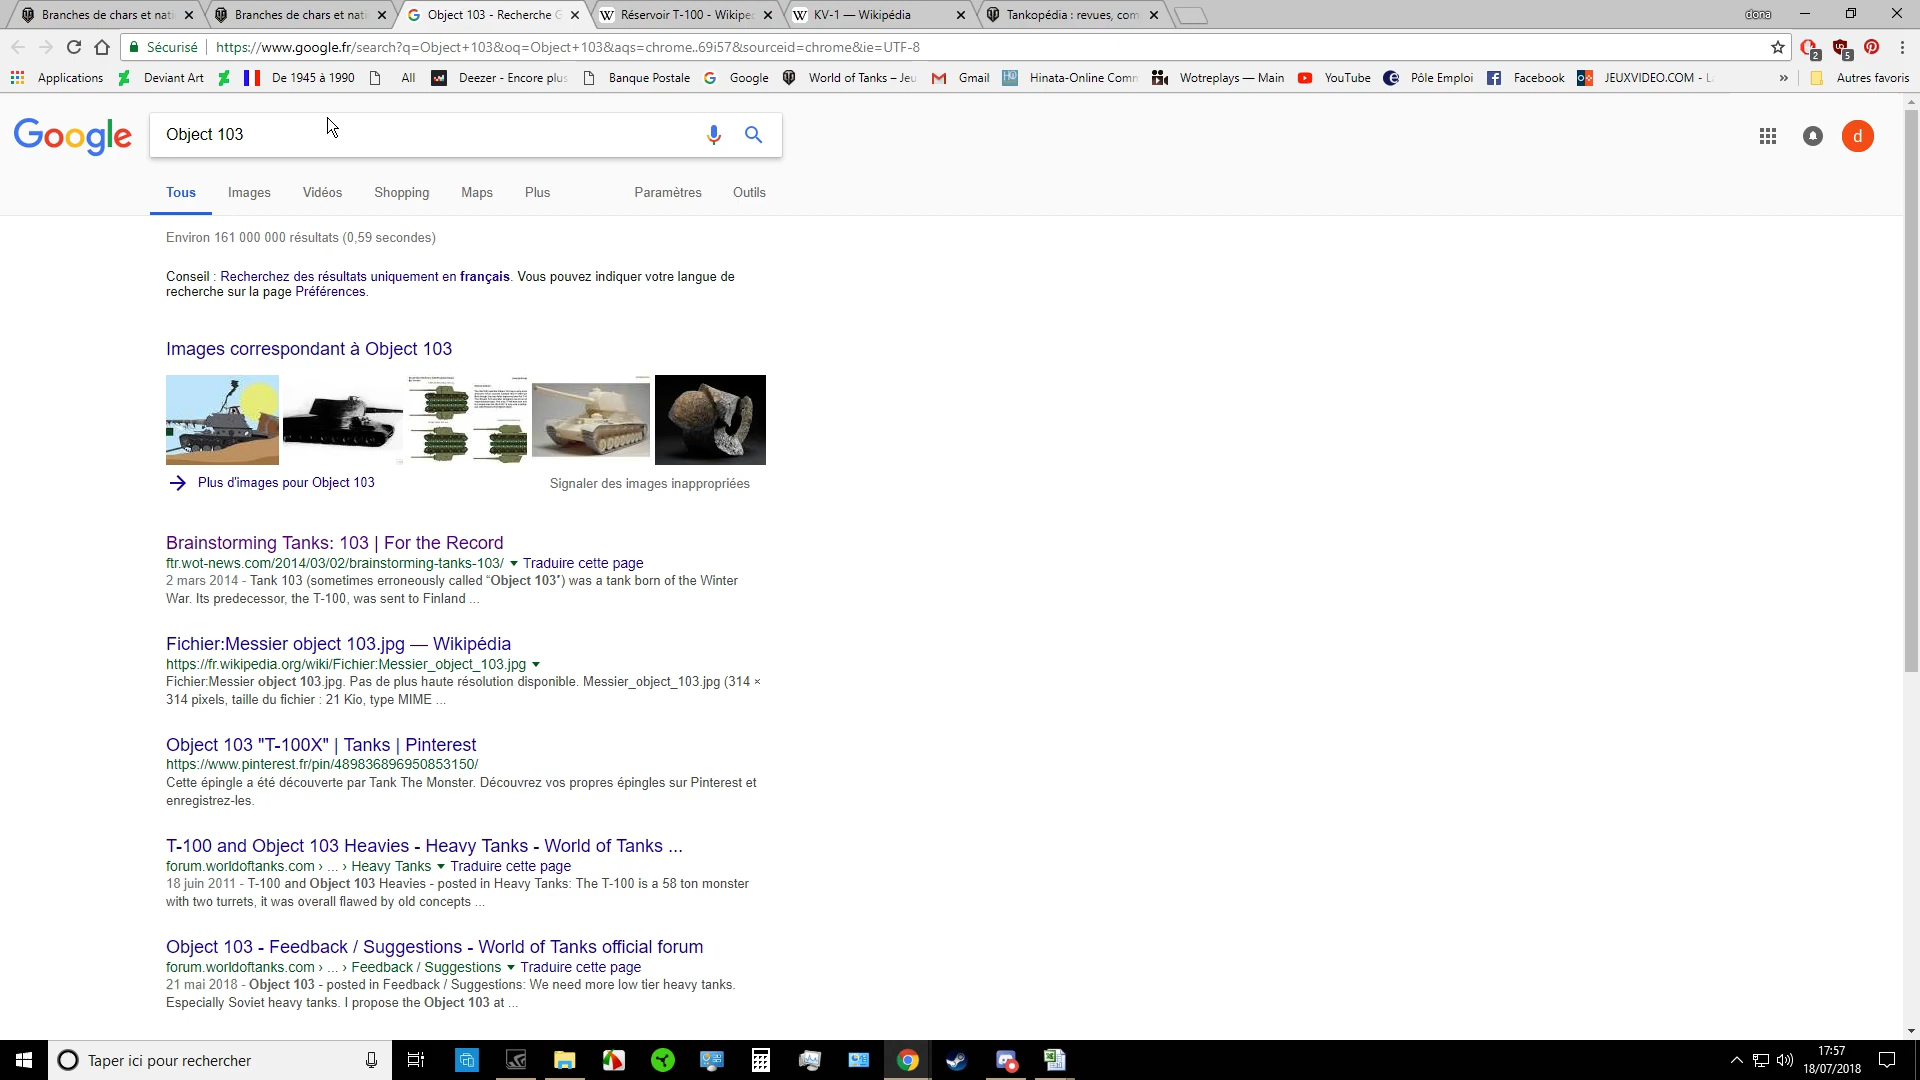 Branches de chars et nati
Branches de chars et nati
Object 103 - Recherche G
Réservoir T-100 - Wikiped
KV-1 — Wikipédia
Tankopédia : revues, com
dona
Sécurisé
https://www.google.fr/search?q=Object+103&oq=Object+103&aqs=chrome..69i57&sourceid=chrome&ie=UTF-8
2
5
Applications
Deviant Art
De 1945 à 1990
All
Deezer - Encore plus
Banque Postale
Google
World of Tanks – Jeu
Gmail
Hinata-Online Comm
Wotreplays — Main
YouTube
Pôle Emploi
Facebook
JEUXVIDEO.COM - La
»
Autres favoris
Google
Object 103
d
Tous
Images
Vidéos
Shopping
Maps
Plus
Paramètres
Outils
Environ 161 000 000 résultats (0,59 secondes)
Conseil : Recherchez des résultats uniquement en français. Vous pouvez indiquer votre langue de
recherche sur la page Préférences.
Images correspondant à Object 103
Plus d'images pour Object 103
Signaler des images inappropriées
Brainstorming Tanks: 103 | For the Record
ftr.wot-news.com/2014/03/02/brainstorming-tanks-103/
Traduire cette page
2 mars 2014 - Tank 103 (sometimes erroneously called “Object 103”) was a tank born of the Winter
War. Its predecessor, the T-100, was sent to Finland ...
Fichier:Messier object 103.jpg — Wikipédia
https://fr.wikipedia.org/wiki/Fichier:Messier_object_103.jpg
Fichier:Messier object 103.jpg. Pas de plus haute résolution disponible. Messier_object_103.jpg (314 ×
314 pixels, taille du fichier : 21 Kio, type MIME ...
Object 103 "T-100X" | Tanks | Pinterest
https://www.pinterest.fr/pin/489836896950853150/
Cette épingle a été découverte par Tank The Monster. Découvrez vos propres épingles sur Pinterest et
enregistrez-les.
T-100 and Object 103 Heavies - Heavy Tanks - World of Tanks ...
forum.worldoftanks.com › ... › Heavy Tanks
Traduire cette page
18 juin 2011 - T-100 and Object 103 Heavies - posted in Heavy Tanks: The T-100 is a 58 ton monster
with two turrets, it was overall flawed by old concepts ...
Object 103 - Feedback / Suggestions - World of Tanks official forum
forum.worldoftanks.com › ... › Feedback / Suggestions
Traduire cette page
21 mai 2018 - Object 103 - posted in Feedback / Suggestions: We need more low tier heavy tanks.
Especially Soviet heavy tanks. I propose the Object 103 at ...
Taper ici pour rechercher
17:57
18/07/2018